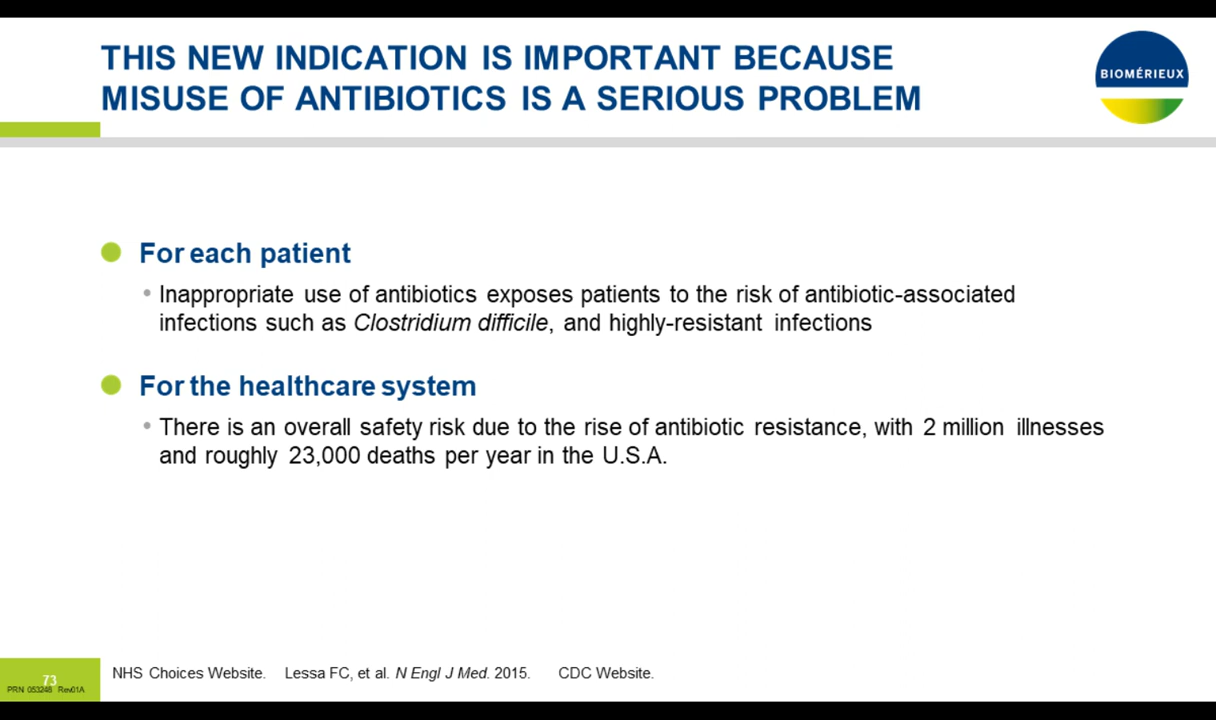 THIS NEW INDICATION IS IMPORTANT BECAUSE
MISUSE OF ANTIBIOTICS IS A SERIOUS PROBLEM
BIOMÉRIEUX
For each patient
Inappropriate use of antibiotics exposes patients to the risk of antibiotic-associated
infections such as Clostridium difficile, and highly-resistant infections
For the healthcare system
There is an overall safety risk due to the rise of antibiotic resistance, with 2 million illnesses
and roughly 23,000 deaths per year in the U.S.A.
NHS Choices Website. Lessa FC, et al. N Engl J Med. 2015. CDC Website.
73
PRN 053248 Rev01A